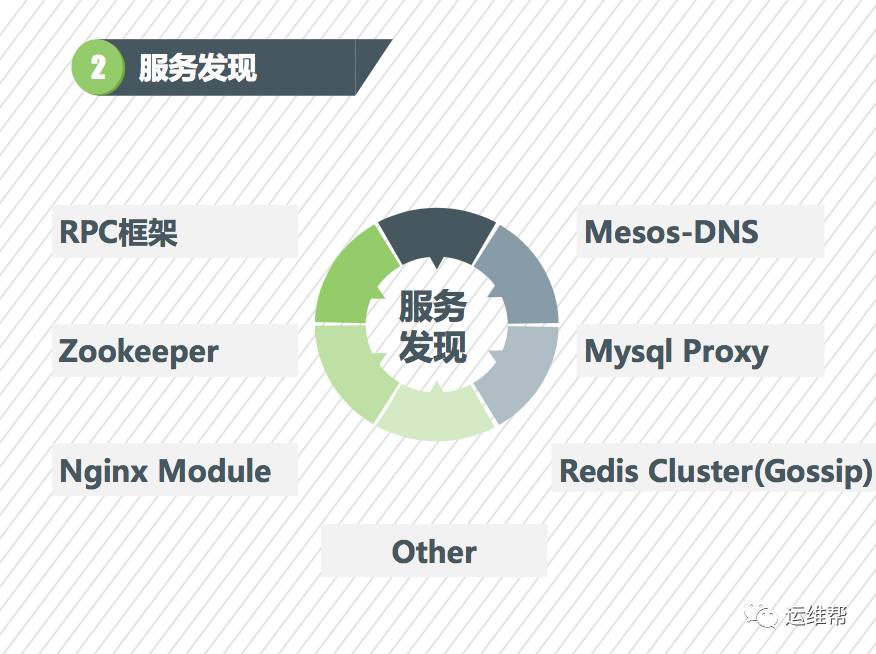 2 服务发现
RPC框架
Zookeeper
Nginx Module
服务
发现
Mesos-DNS
Mysql Proxy
Redis Cluster(Gossip)
Other
运维帮